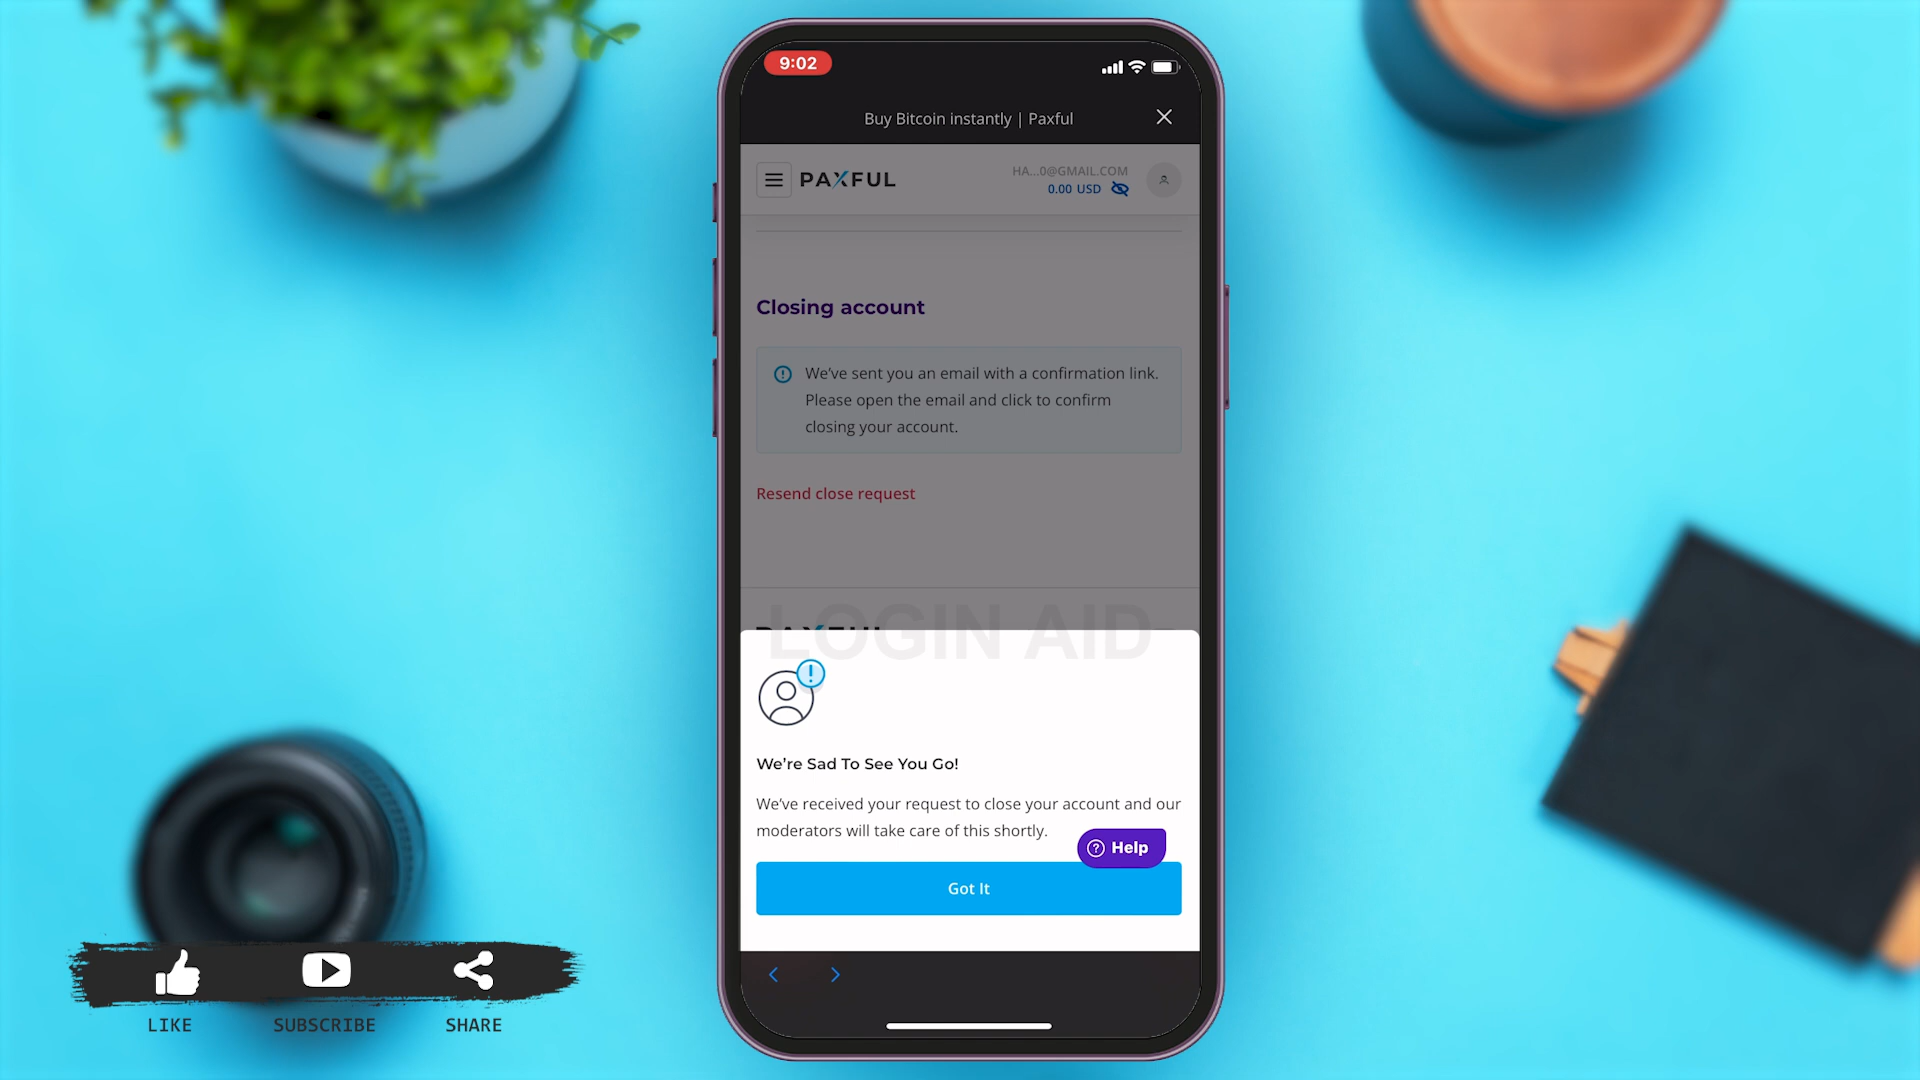 9:02
Buy Bitcoin instantly | Paxful
PAXFUL
HA...0@GMAIL.COM
0.00 USD
Closing account
We've sent you an email with a confirmation link.
Please open the email and click to confirm
closing your account.
Resend close request
PAXFUL
LOGIN AID
We're Sad To See You Go!
We've received your request to close your account and our
moderators will take care of this shortly.
Help
Got It
LIKE
SUBSCRIBE
SHARE